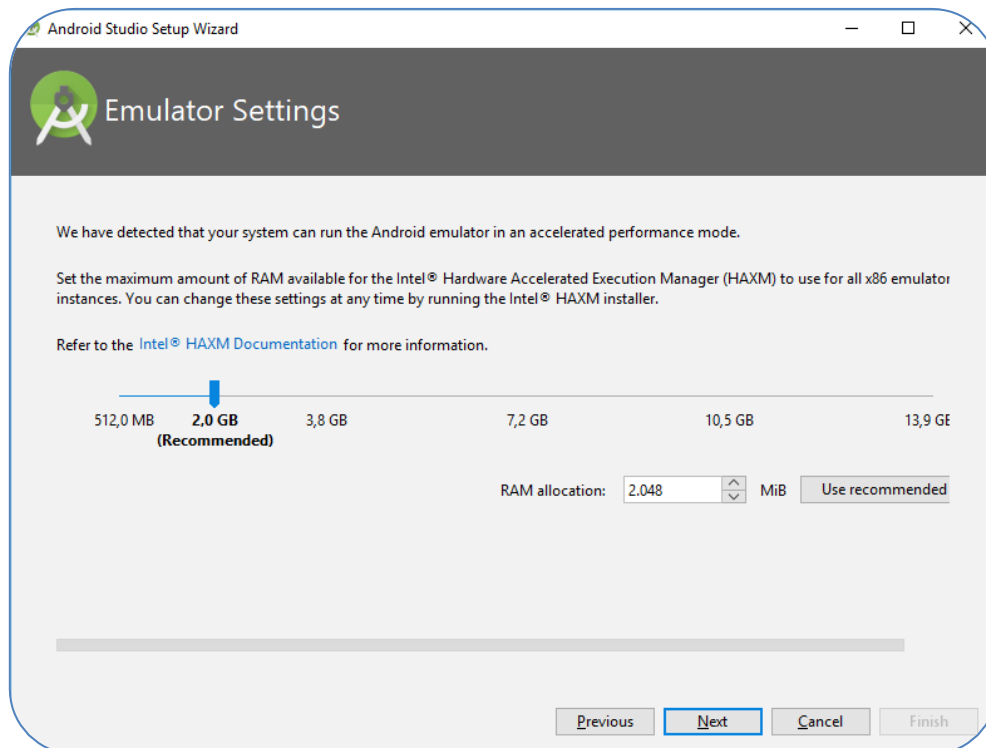 Android Studio Setup Wizard
Emulator Settings
We have detected that your system can run the Android emulator in an accelerated performance mode.
Set the maximum amount of RAM available for the Intel® Hardware Accelerated Execution Manager (HAXM) to use for all x86 emulator
instances. You can change these settings at any time by running the Intel® HAXM installer.
Refer to the Intel® HAXM Documentation for more information.
512,0 MB 2,0 GB 3,8 GB 7,2 GB 10,5 GB 13,9 GB
(Recommended)
RAM allocation: 2.048 MiB Use recommended
Previous Next Cancel Finish